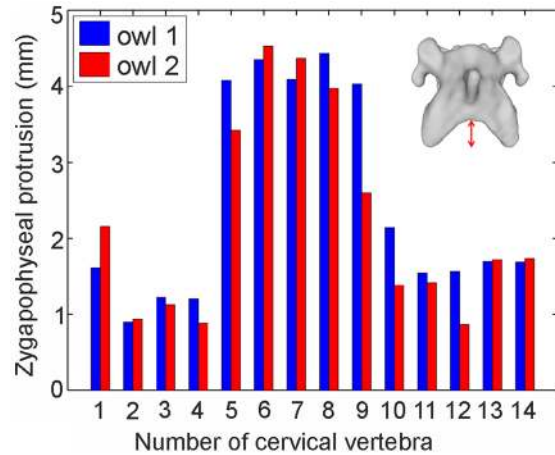 owl 1
owl 2
Zygapophyseal protrusion (mm)
5
4
3
2
1
0
1 2 3 4 5 6 7 8 9 10 11 12 13 14
Number of cervical vertebra